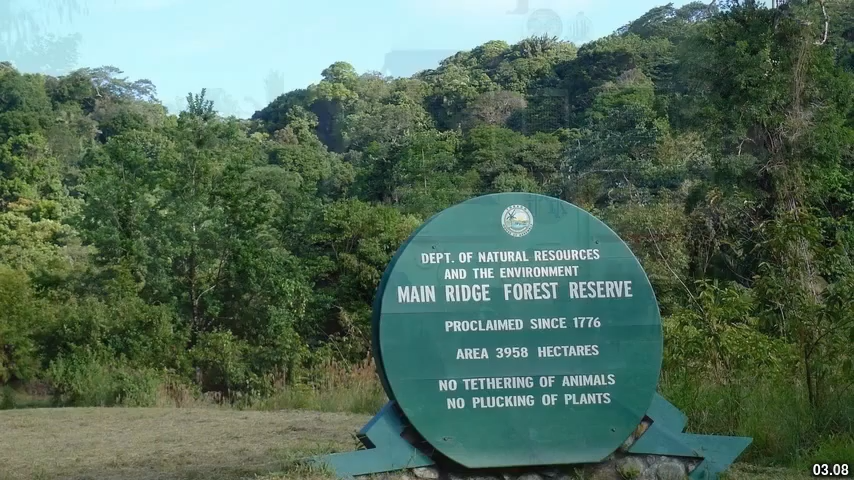 DEPT. OF NATURAL RESOURCES
AND THE ENVIRONMENT
MAIN RIDGE FOREST RESERVE
PROCLAIMED SINCE 1776
AREA 3958 HECTARES
NO TETHERING OF ANIMALS
NO PLUCKING OF PLANTS
03.08